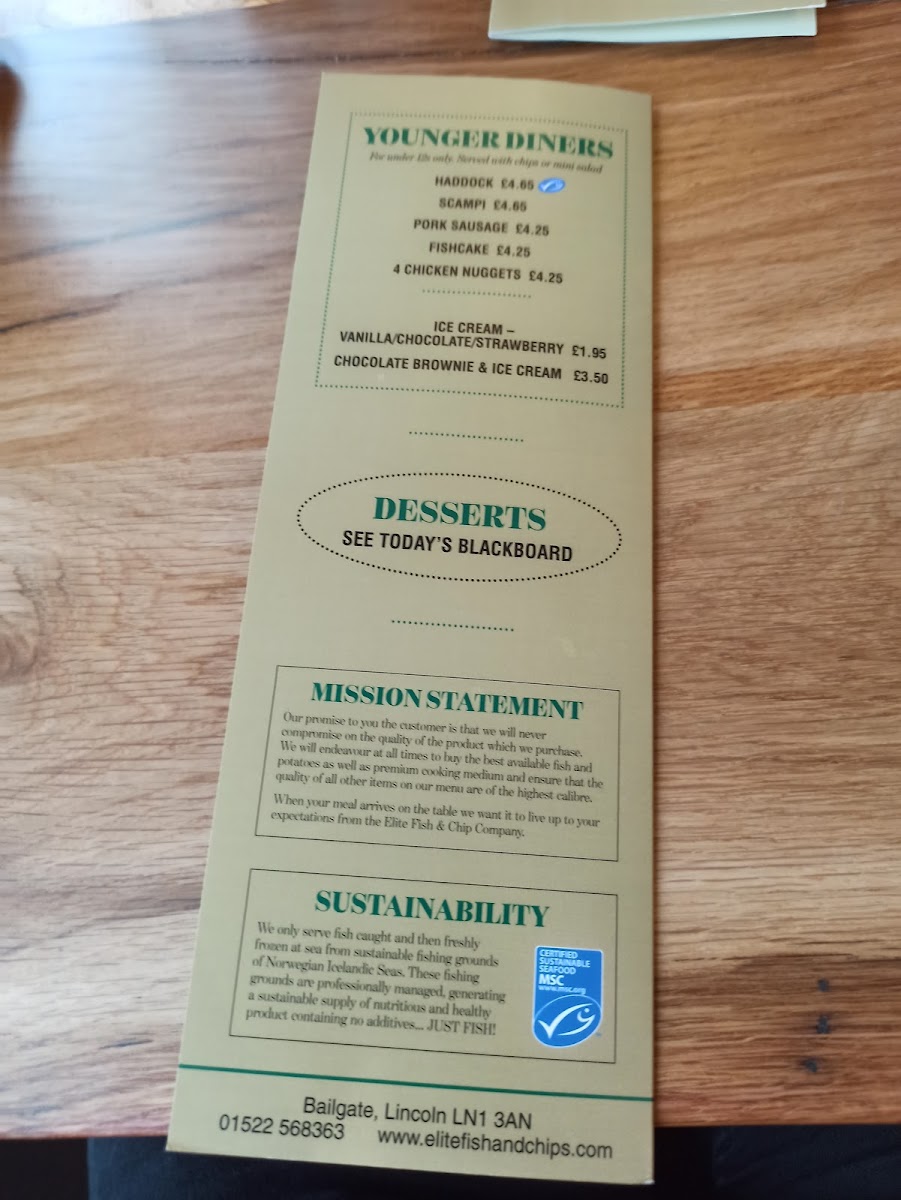 YOUNGER DINERS
For under 12s only. Served with chips or mini salad
HADDOCK £4.65
SCAMPI £4.65
PORK SAUSAGE £4.25
FISHCAKE £4.25
4 CHICKEN NUGGETS £4.25
ICE CREAM –
VANILLA/CHOCOLATE/STRAWBERRY £1.95
CHOCOLATE BROWNIE & ICE CREAM £3.50
DESSERTS
SEE TODAY'S BLACKBOARD
MISSION STATEMENT
Our promise to you the customer is that we will never
compromise on the quality of the product which we purchase.
We will endeavour at all times to buy the best available fish and
potatoes as well as premium cooking medium and ensure that the
quality of all other items on our menu are of the highest calibre.
When your meal arrives on the table we want it to live up to your
expectations from the Elite Fish & Chip Company.
SUSTAINABILITY
We only serve fish caught and then freshly
frozen at sea from sustainable fishing grounds
of Norwegian Icelandic Seas. These fishing
grounds are professionally managed, generating
a sustainable supply of nutritious and healthy
product containing no additives... JUST FISH!
CERTIFIED
SUSTAINABLE
SEAFOOD
MSC
www.msc.org
Bailgate, Lincoln LN1 3AN
01522 568363 www.elitefishandchips.com